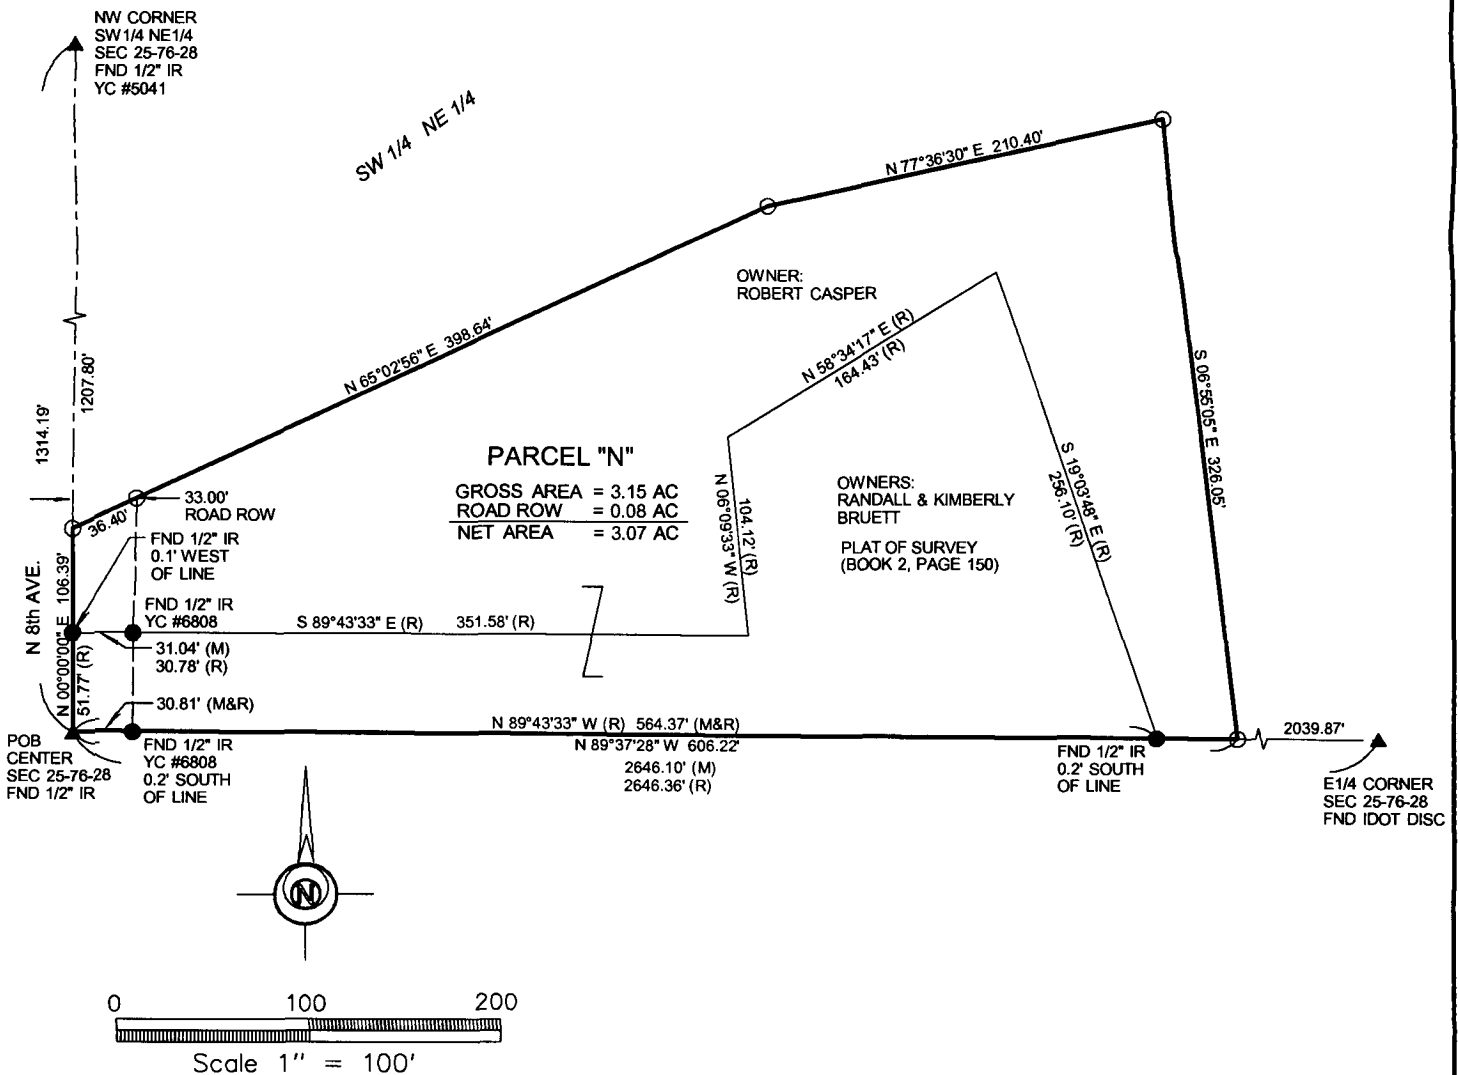 NW CORNER
SW1/4 NE1/4
SEC 25-76-28
FND 1/2" IR
YC #5041
SW 1/4 NE 1/4
N 77°36'30" E 210.40'
OWNER:
ROBERT CASPER
N 65°02'56" E 398.64'
N 58°34'17" E (R)
164.43' (R)
S 06°55'05" E 326.05'
1207.80'
1314.19'
PARCEL "N"
GROSS AREA = 3.15 AC
ROAD ROW = 0.08 AC
NET AREA = 3.07 AC
104.12' (R)
N 06°09'33" W (R)
OWNERS:
RANDALL & KIMBERLY
BRUETT
PLAT OF SURVEY
(BOOK 2, PAGE 150)
S 19°03'48" E (R)
256.10' (R)
33.00'
ROAD ROW
36.40'
FND 1/2" IR
0.1' WEST
OF LINE
N 8th AVE.
N 00°00'00" E 106.39'
51.77' (R)
FND 1/2" IR
YC #6808
S 89°43'33" E (R) 351.58' (R)
31.04' (M)
30.78' (R)
30.81' (M&R)
N 89°43'33" W (R) 564.37' (M&R)
N 89°37'28" W 606.22'
2646.10' (M)
2646.36' (R)
2039.87'
POB
CENTER
SEC 25-76-28
FND 1/2" IR
FND 1/2" IR
YC #6808
0.2' SOUTH
OF LINE
FND 1/2" IR
0.2' SOUTH
OF LINE
E1/4 CORNER
SEC 25-76-28
FND IDOT DISC
N
0 100 200
Scale 1" = 100'